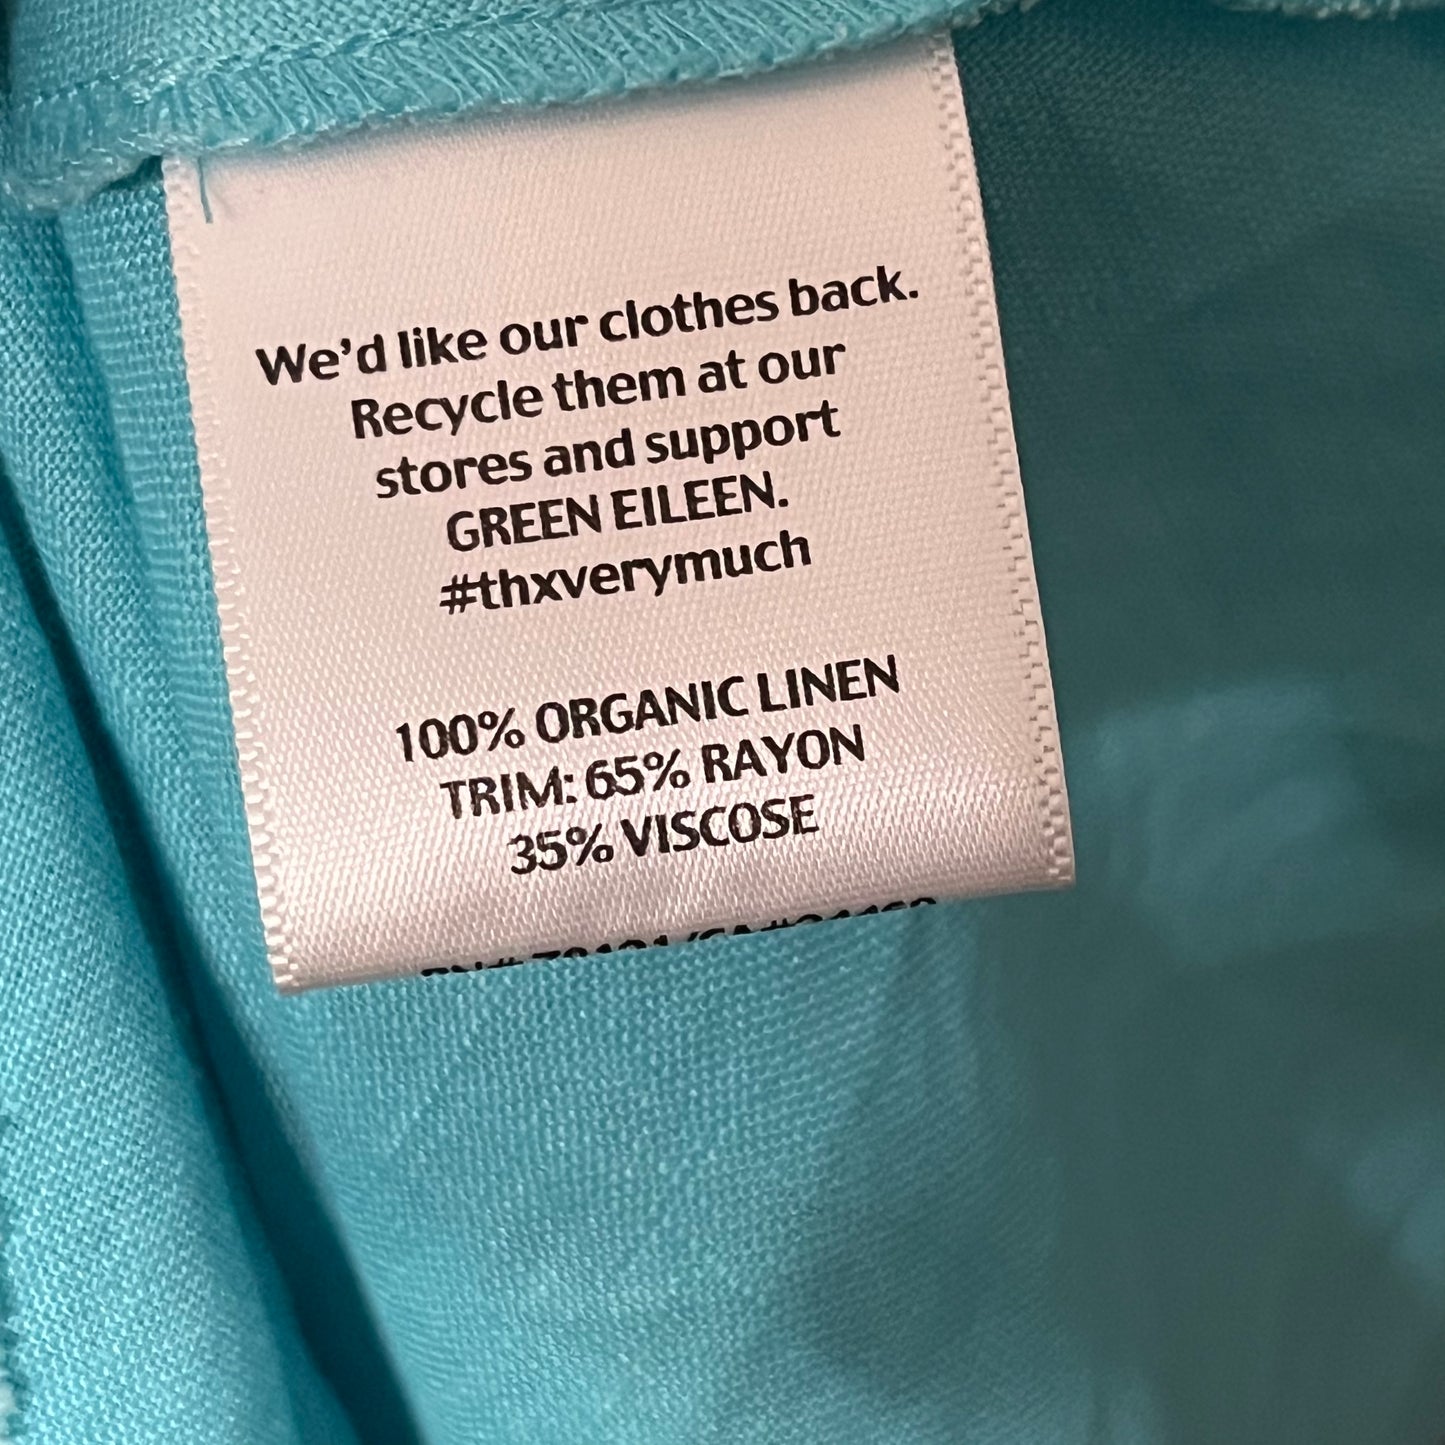 We'd like our clothes back.
Recycle them at our
stores and support
GREEN EILEEN.
#thxverymuch
100% ORGANIC LINEN
TRIM: 65% RAYON
35% VISCOSE